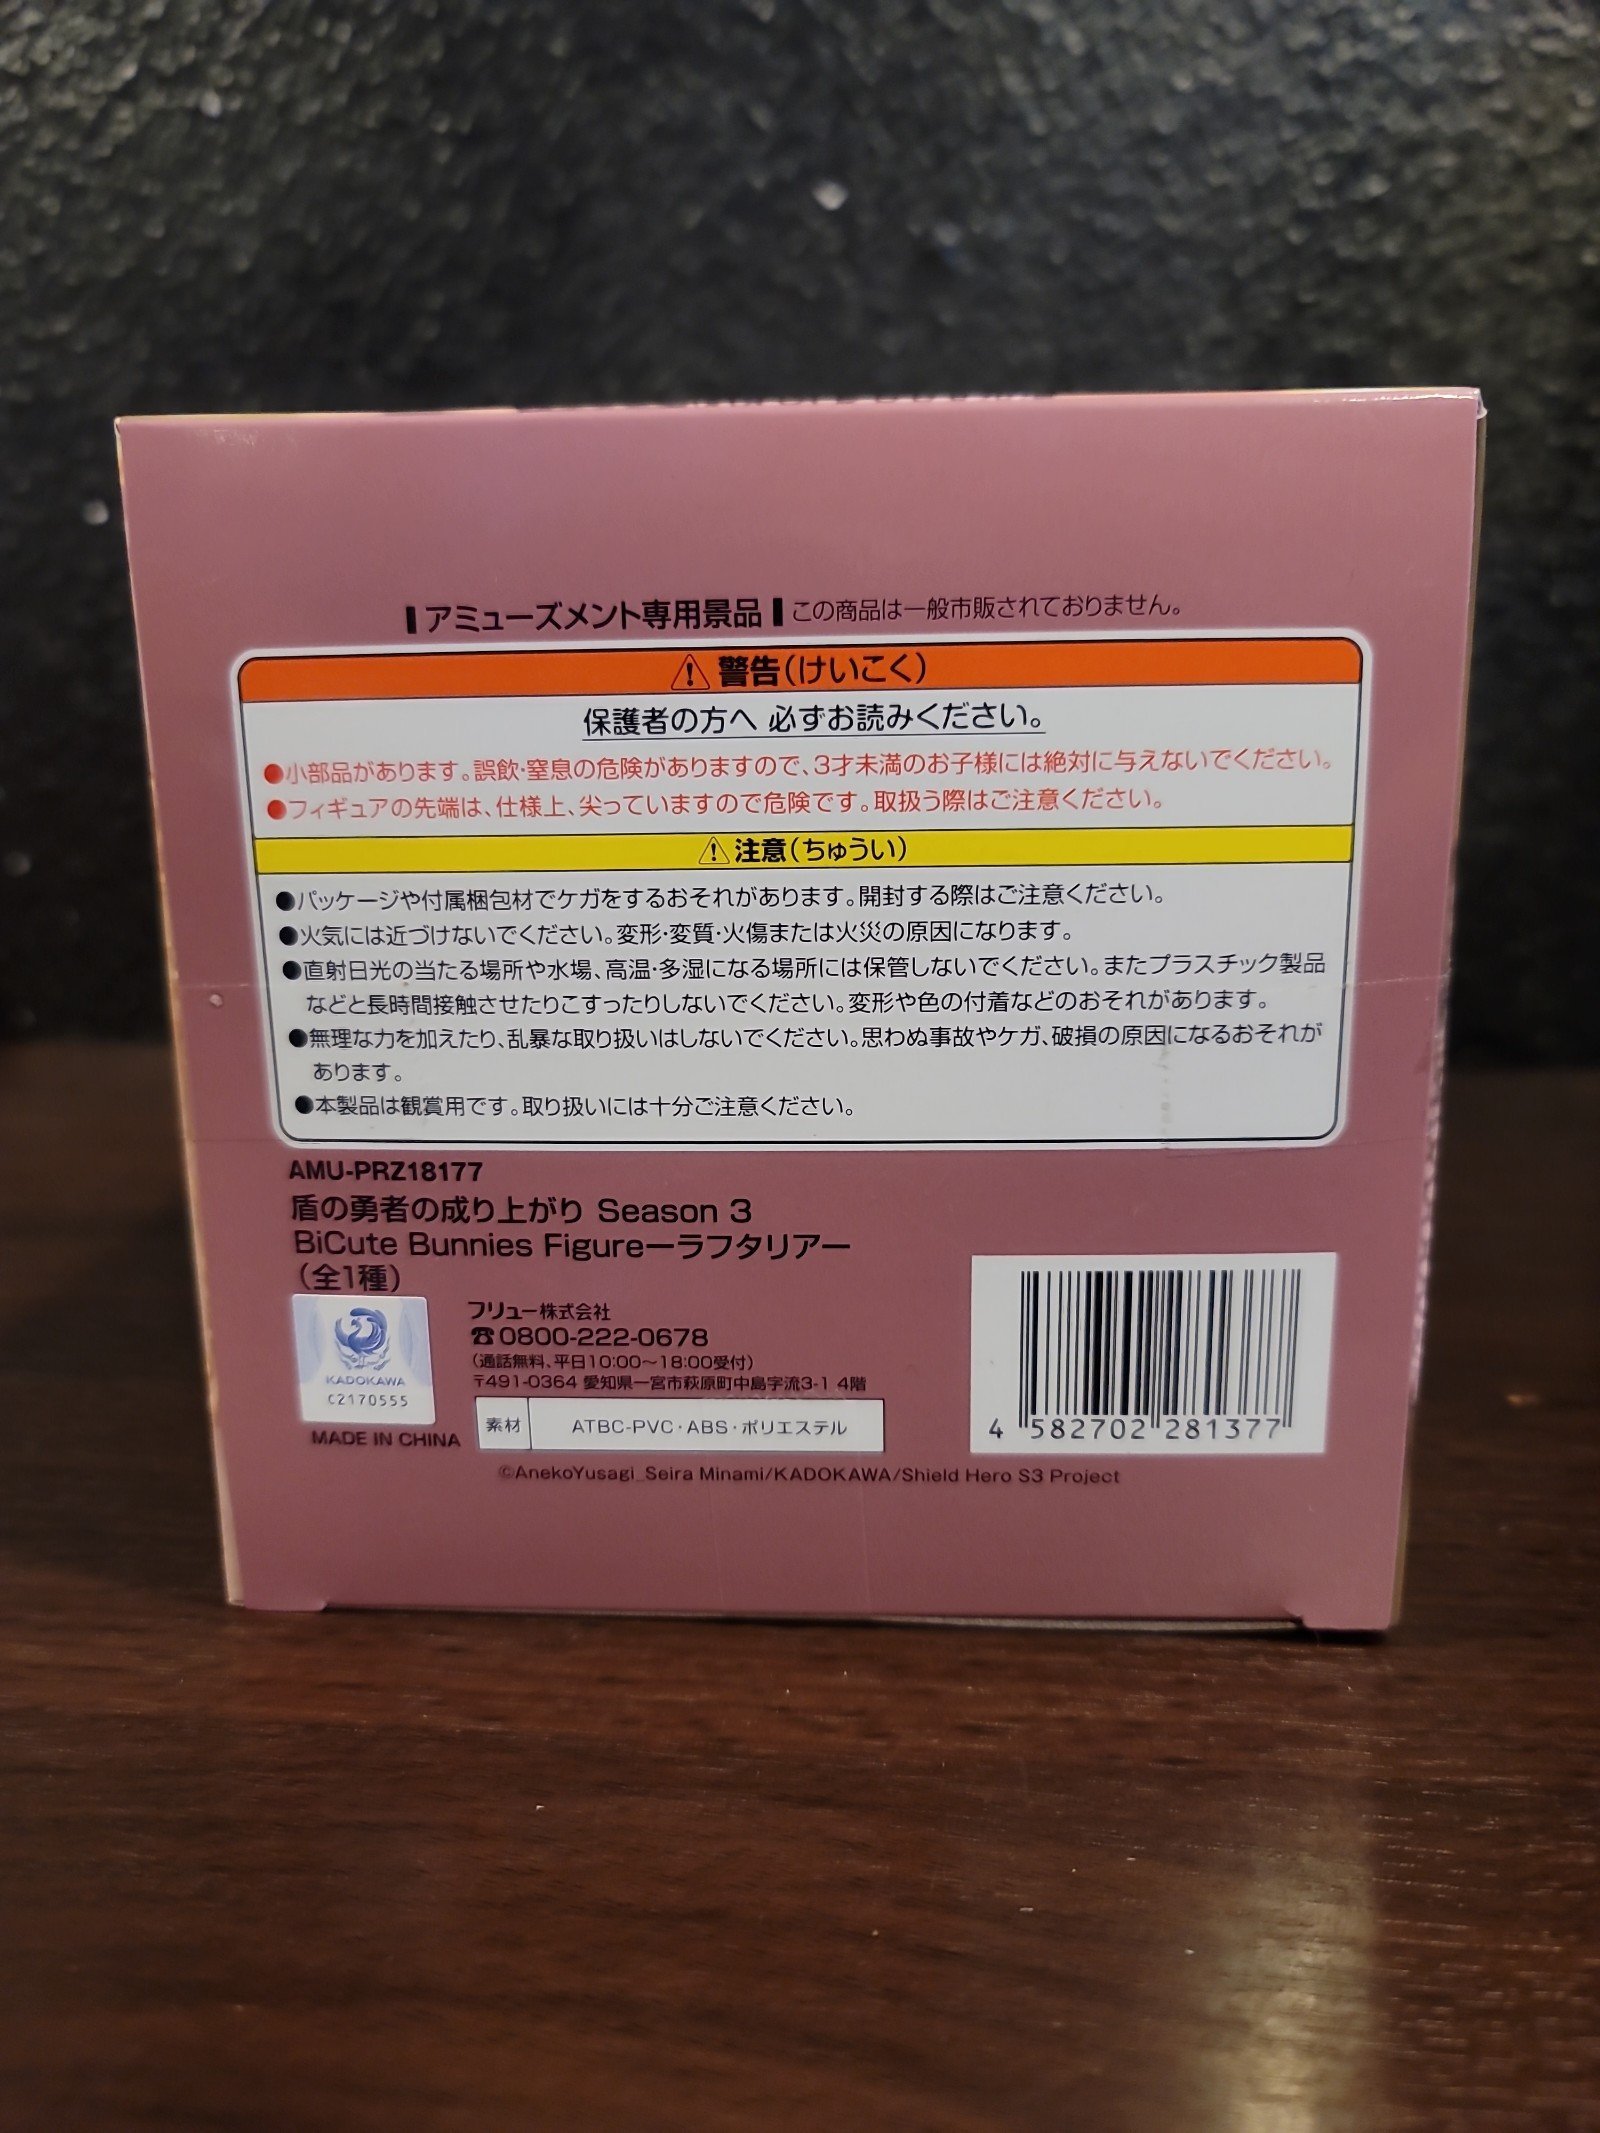 アミューズメント専用景品 この商品は一般市販されておりません。
警告(けいこく)
保護者の方へ 必ずお読みください。
●小部品があります。誤飲・窒息の危険がありますので、3才未満のお子様には絶対に与えないでください。
●フィギュアの先端は、仕様上、尖っていますので危険です。取扱う際はご注意ください。
注意(ちゅうい)
●パッケージや付属梱包材でケガをするおそれがあります。開封する際はご注意ください。
●火気には近づけないでください。変形・変質・火傷または火災の原因になります。
●直射日光の当たる場所や水場、高温・多湿になる場所には保管しないでください。またプラスチック製品
などと長時間接触させたりこすったりしないでください。変形や色の付着などのおそれがあります。
●無理な力を加えたり、乱暴な取り扱いはしないでください。思わぬ事故やケガ、破損の原因になるおそれが
あります。
●本製品は観賞用です。取り扱いには十分ご注意ください。
AMU-PRZ18177
盾の勇者の成り上がり Season 3
BiCute Bunnies Figureーラフタリアー
(全1種)
KADOKAWA
C2170555
MADE IN CHINA
フリュー株式会社
☎0800-222-0678
(通話無料、平日10:00〜18:00受付)
〒491-0364 愛知県一宮市萩原町中島字流3-1 4階
素材 ATBC-PVC・ABS・ポリエステル
©AnekoYusagi_Seira Minami/KADOKAWA/Shield Hero S3 Project
4 582702 281377